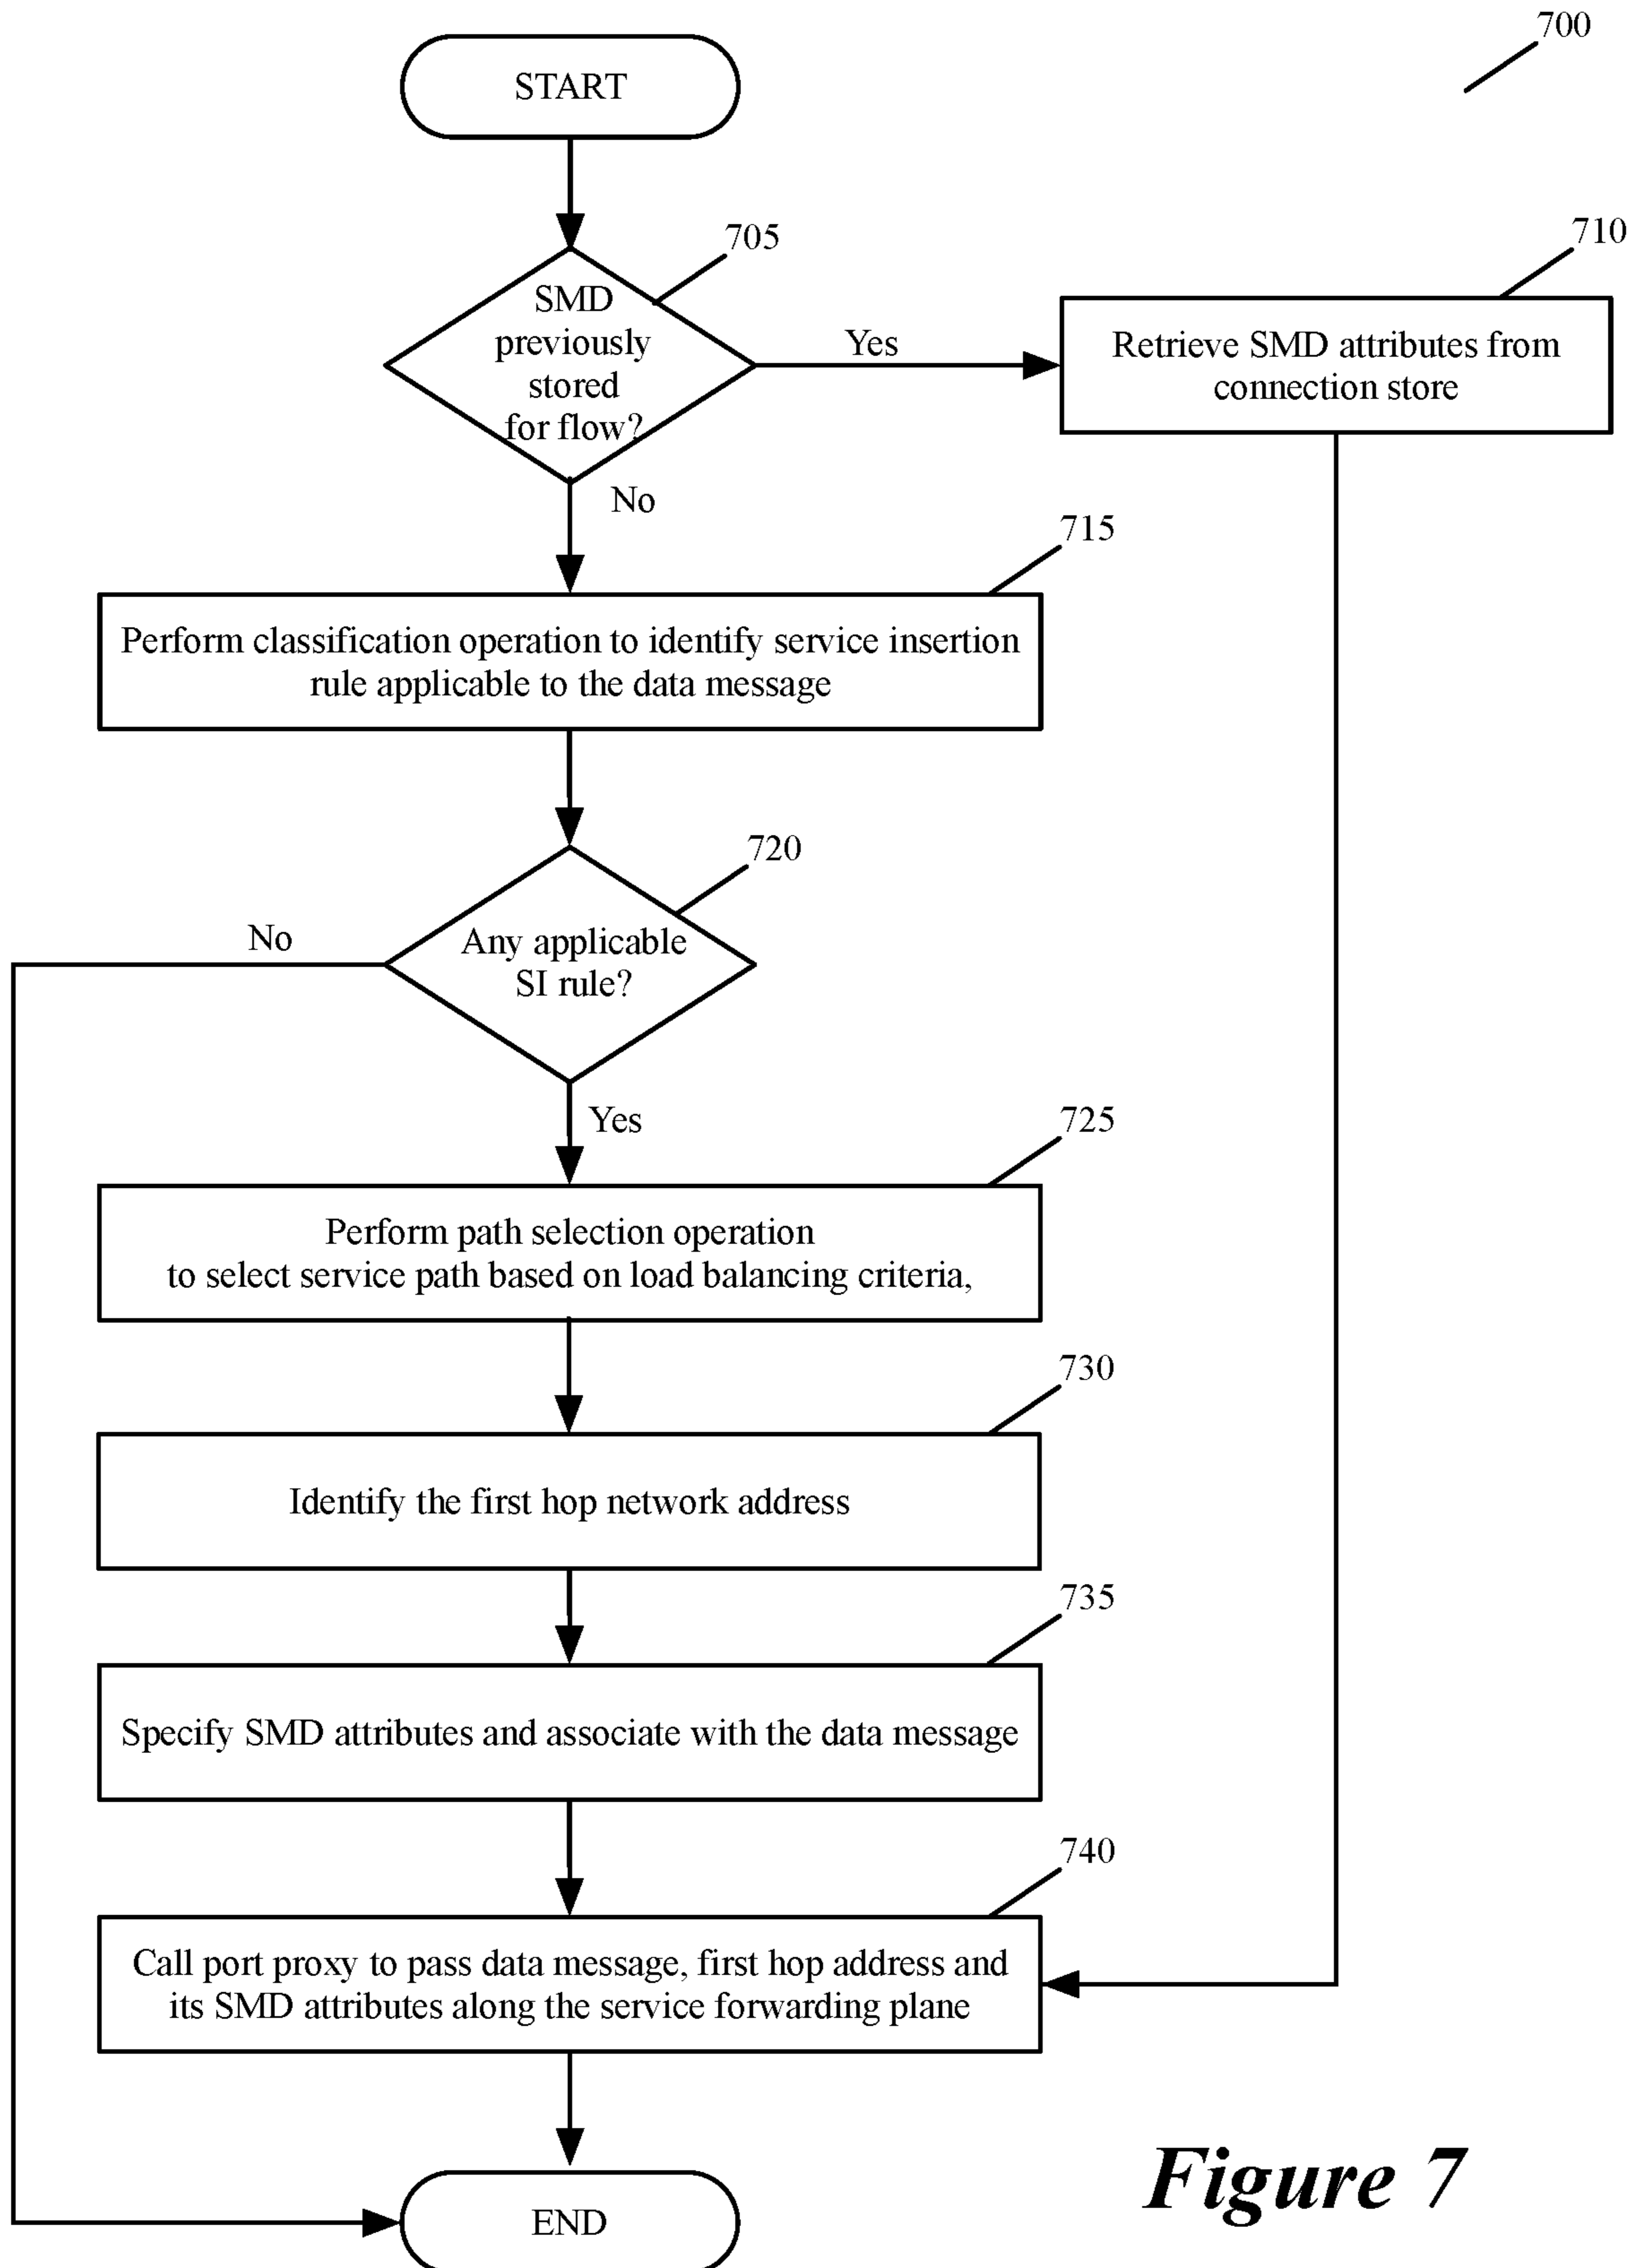 700
START
705
SMD
previously
stored
for flow?
Yes
710
Retrieve SMD attributes from
connection store
No
715
Perform classification operation to identify service insertion
rule applicable to the data message
720
Any applicable
SI rule?
No
Yes
725
Perform path selection operation
to select service path based on load balancing criteria,
730
Identify the first hop network address
735
Specify SMD attributes and associate with the data message
740
Call port proxy to pass data message, first hop address and
its SMD attributes along the service forwarding plane
END
Figure 7